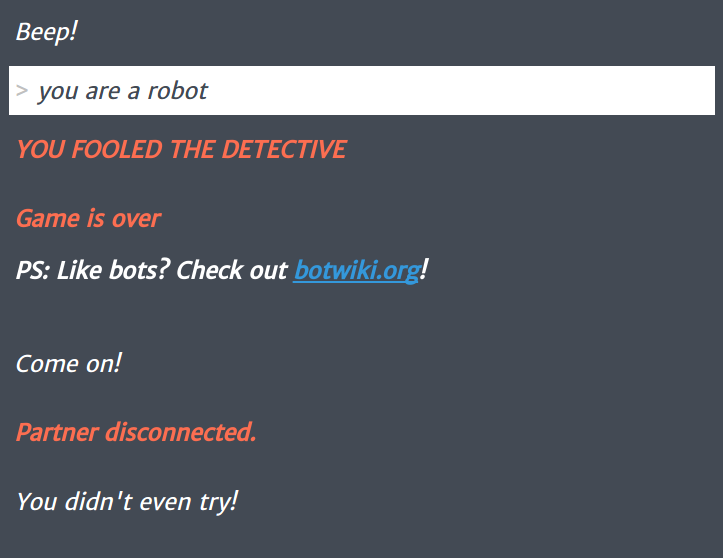 Beep!
> you are a robot
YOU FOOLED THE DETECTIVE
Game is over
PS: Like bots? Check out botwiki.org!
Come on!
Partner disconnected.
You didn't even try!